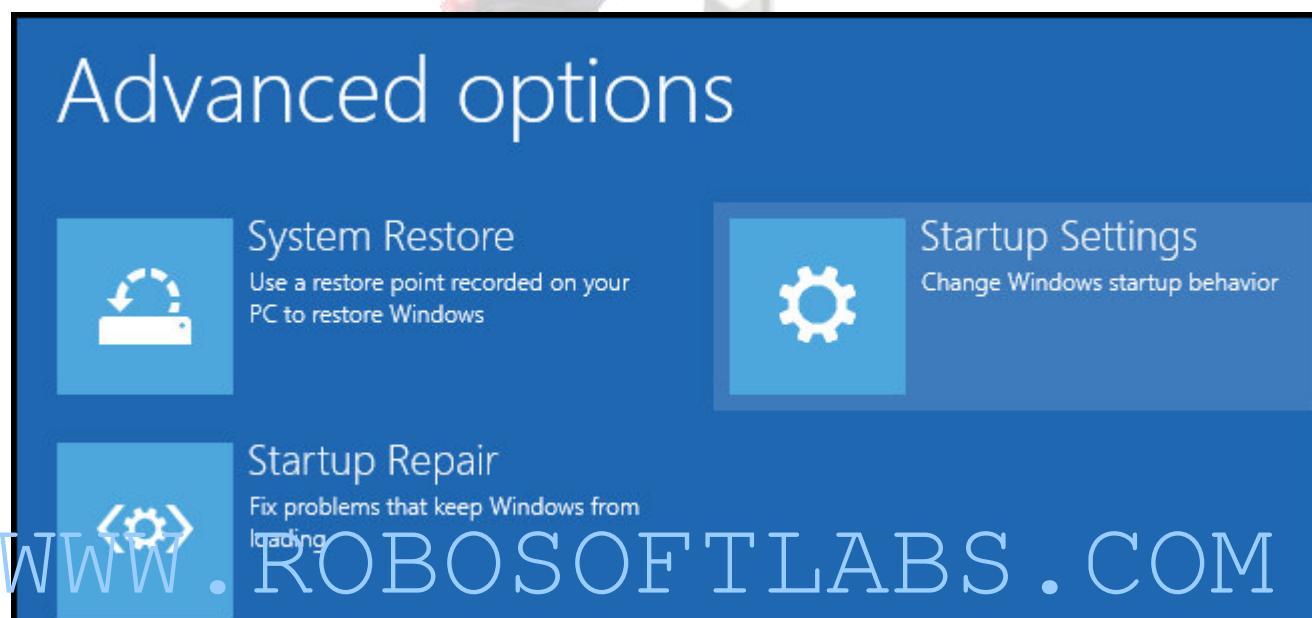 Advanced options
System Restore
Use a restore point recorded on your
PC to restore Windows
Startup Settings
Change Windows startup behavior
Startup Repair
Fix problems that keep Windows from
loading
WWW.ROBOSOFTLABS.COM